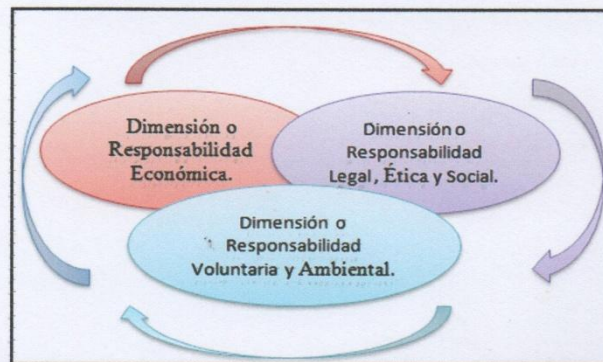 Dimensión o
Responsabilidad
Económica.
Dimensión o
Responsabilidad
Legal, Ética y Social.
Dimensión o
Responsabilidad
Voluntaria y Ambiental.